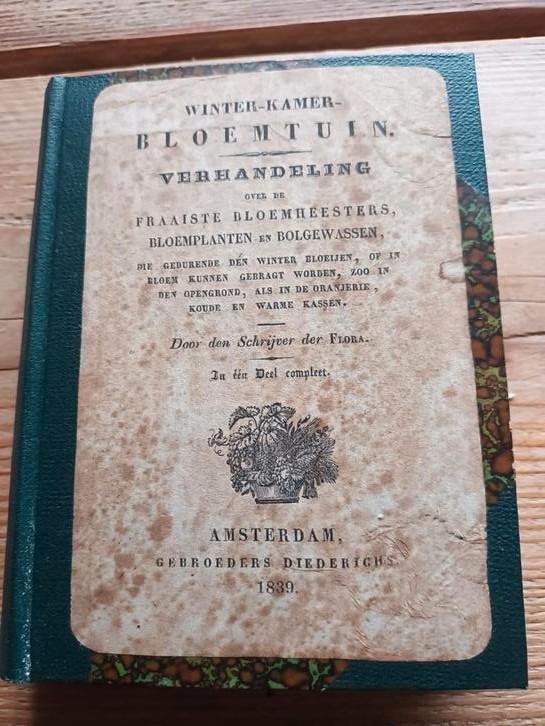 WINTER-KAMER-
BLOEMTUIN.
VERHANDELING
OVER DE
FRAAISTE BLOEMHEESTERS,
BLOEMPLANTEN EN BOLGEWASSEN,
DIE GEDURENDE DEN WINTER BLOEIJEN, OF IN
BLOEM KUNNEN GEBRAGT WORDEN, ZOO IN
DEN OPENGROND, ALS IN DE ORANJERIE,
KOUDE EN WARME KASSEN.
Door den Schrijver der FLORA.
In één Deel compleet.
AMSTERDAM,
GEBROEDERS DIEDERICHS
1839.